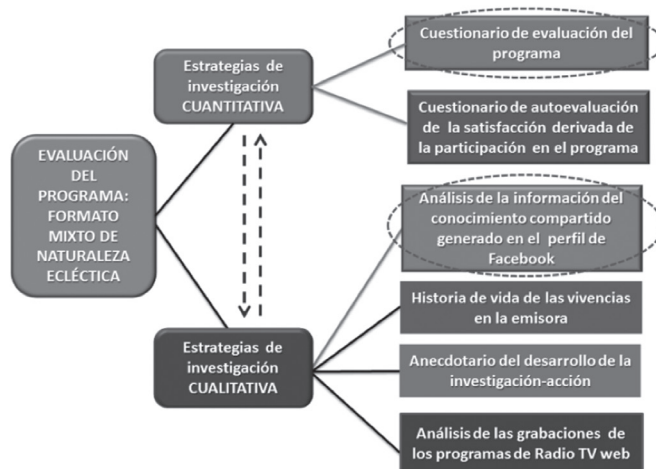 EVALUACIÓN
DEL
PROGRAMA:
FORMATO
MIXTO DE
NATURALEZA
ECLÉCTICA
Estrategias de
investigación
CUANTITATIVA
Cuestionario de evaluación del
programa
Cuestionario de autoevaluación
de la satisfacción derivada de
la participación en el programa
Estrategias de
investigación
CUALITATIVA
Análisis de la información del
conocimiento compartido
generado en el perfil de
Facebook
Historia de vida de las vivencias
en la emisora
Anecdotario del desarrollo de la
investigación-acción
Análisis de las grabaciones de
los programas de Radio TV web